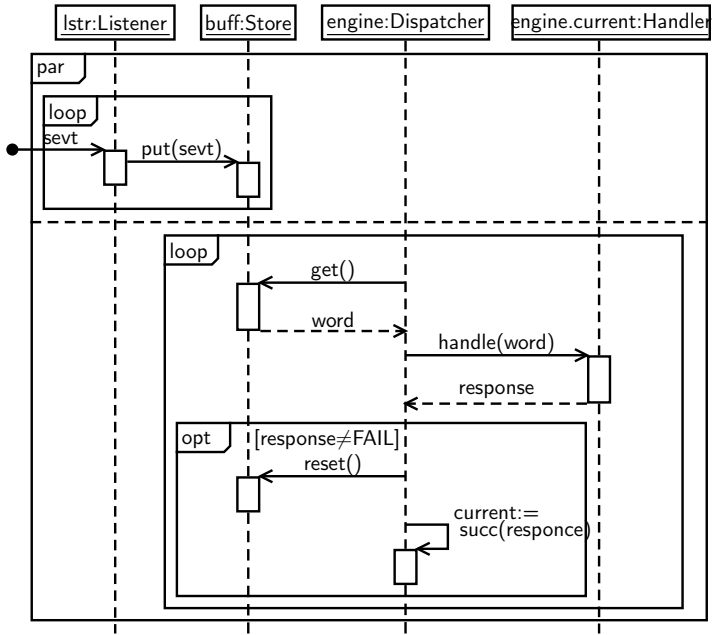 lstr:Listener
buff:Store
engine:Dispatcher
engine.current:Handler
par
loop
sevt
put(sevt)
loop
get()
word
handle(word)
response
opt
[response≠FAIL]
reset()
current:=
succ(responce)